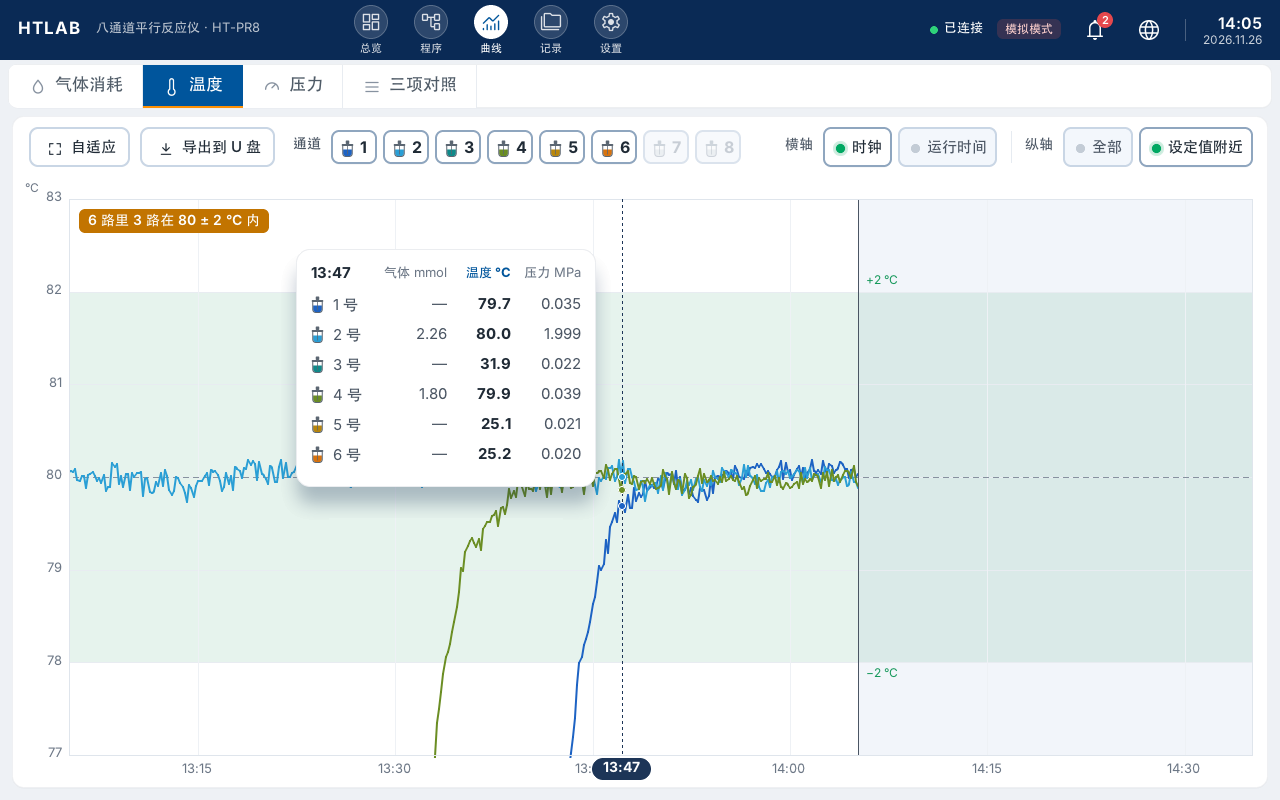 HTLAB 八通道平行反应仪 · HT-PR8
总览 程序 曲线 记录 设置
已连接 模拟模式 2 14:05
2026.11.26
气体消耗 温度 压力 三项对照
自适应 导出到 U 盘 通道 1 2 3 4 5 6 7 8 横轴 时钟 运行时间 纵轴 全部 设定值附近
°C
83
6 路里 3 路在 80 ± 2 °C 内
82
81
80
79
78
77
+2 °C
−2 °C
13:47 气体 mmol 温度 °C 压力 MPa
1 号 — 79.7 0.035
2 号 2.26 80.0 1.999
3 号 — 31.9 0.022
4 号 1.80 79.9 0.039
5 号 — 25.1 0.021
6 号 — 25.2 0.020
13:15 13:30 13:47 14:00 14:15 14:30